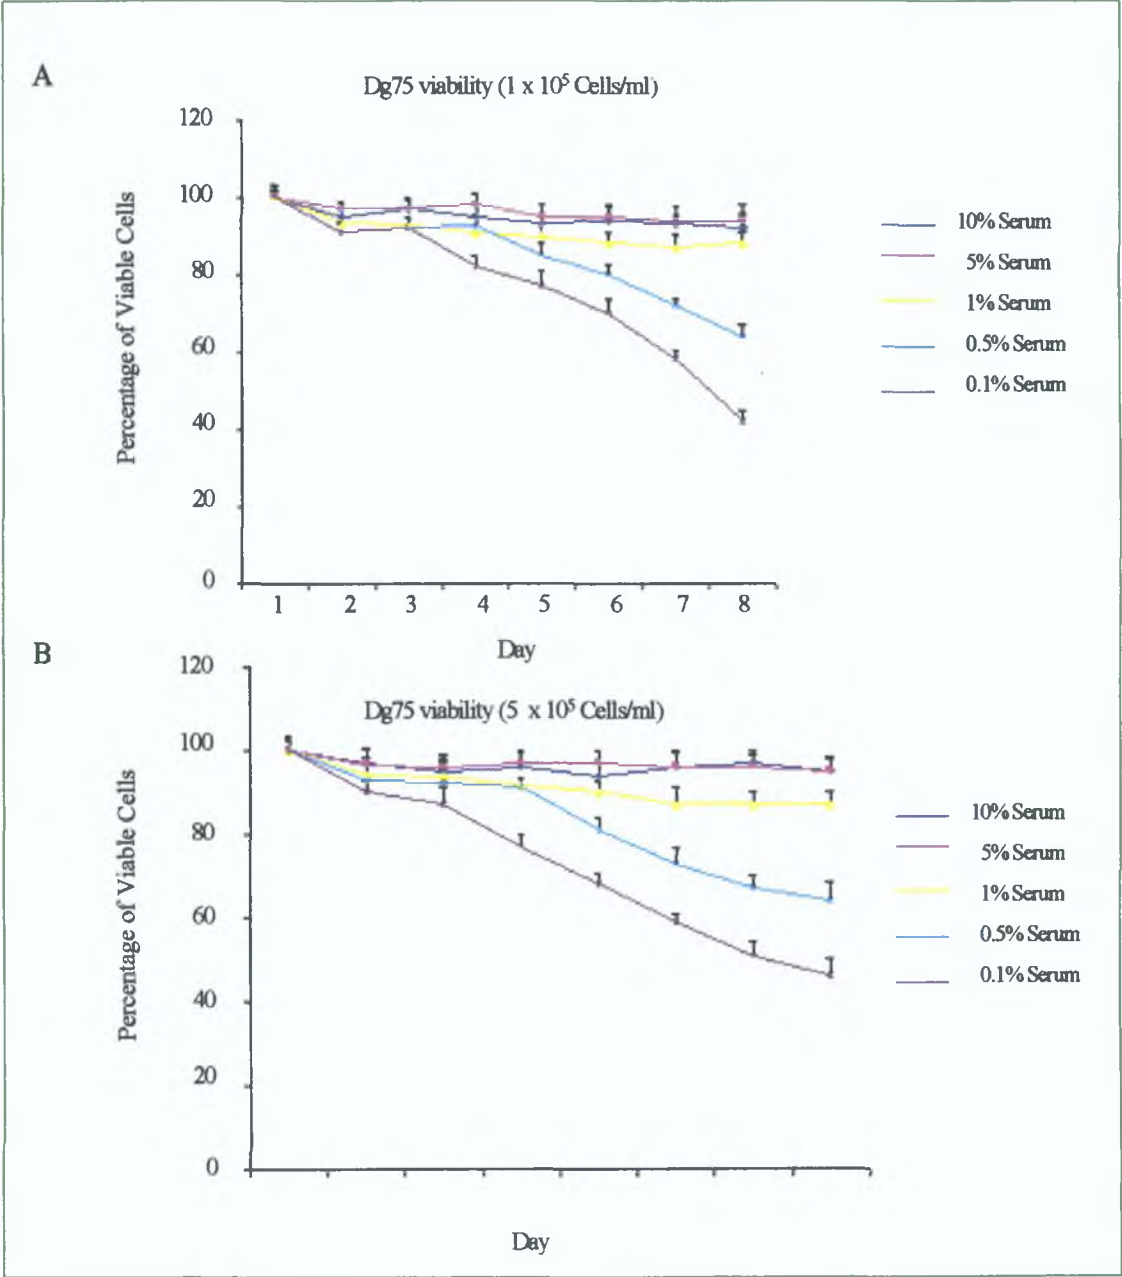 A
Dg75 viability (1 x 10⁵ Cells/ml)
120
100
80
60
40
20
0
Percentage of Viable Cells
1 2 3 4 5 6 7 8
Day
10% Serum
5% Serum
1% Serum
0.5% Serum
0.1% Serum
B
Dg75 viability (5 x 10⁵ Cells/ml)
120
100
80
60
40
20
0
Percentage of Viable Cells
Day
10% Serum
5% Serum
1% Serum
0.5% Serum
0.1% Serum